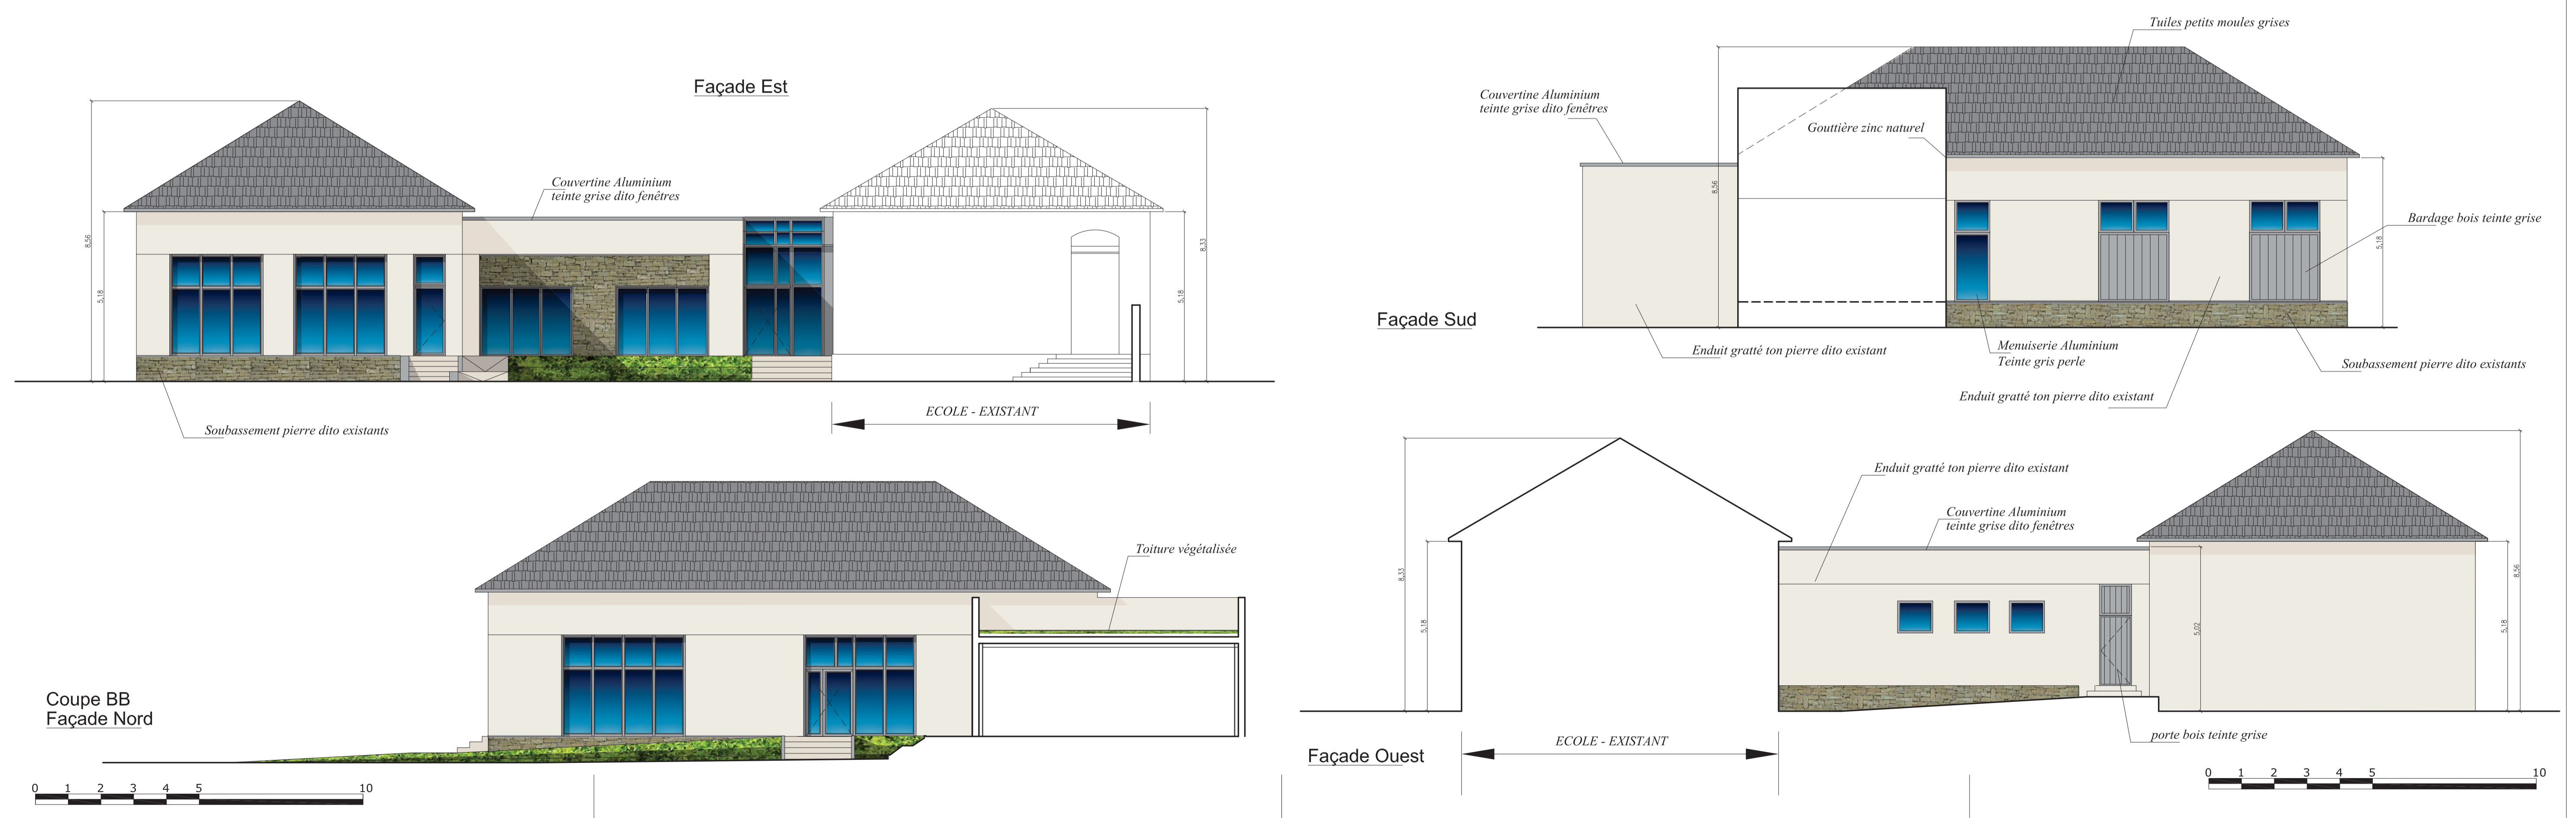 Façade Est
8,56
5,18
Couvertine Aluminium
teinte grise dito fenêtres
8,33
5,18
ECOLE - EXISTANT
Soubassement pierre dito existants
Tuiles petits moules grises
Couvertine Aluminium
teinte grise dito fenêtres
Gouttière zinc naturel
8,56
Bardage bois teinte grise
5,18
Façade Sud
Enduit gratté ton pierre dito existant
Menuiserie Aluminium
Teinte gris perle
Soubassement pierre dito existants
Enduit gratté ton pierre dito existant
Toiture végétalisée
Coupe BB
Façade Nord
0 1 2 3 4 5 10
Enduit gratté ton pierre dito existant
Couvertine Aluminium
teinte grise dito fenêtres
8,33
5,18
5,02
5,18
8,56
porte bois teinte grise
ECOLE - EXISTANT
Façade Ouest
0 1 2 3 4 5 10